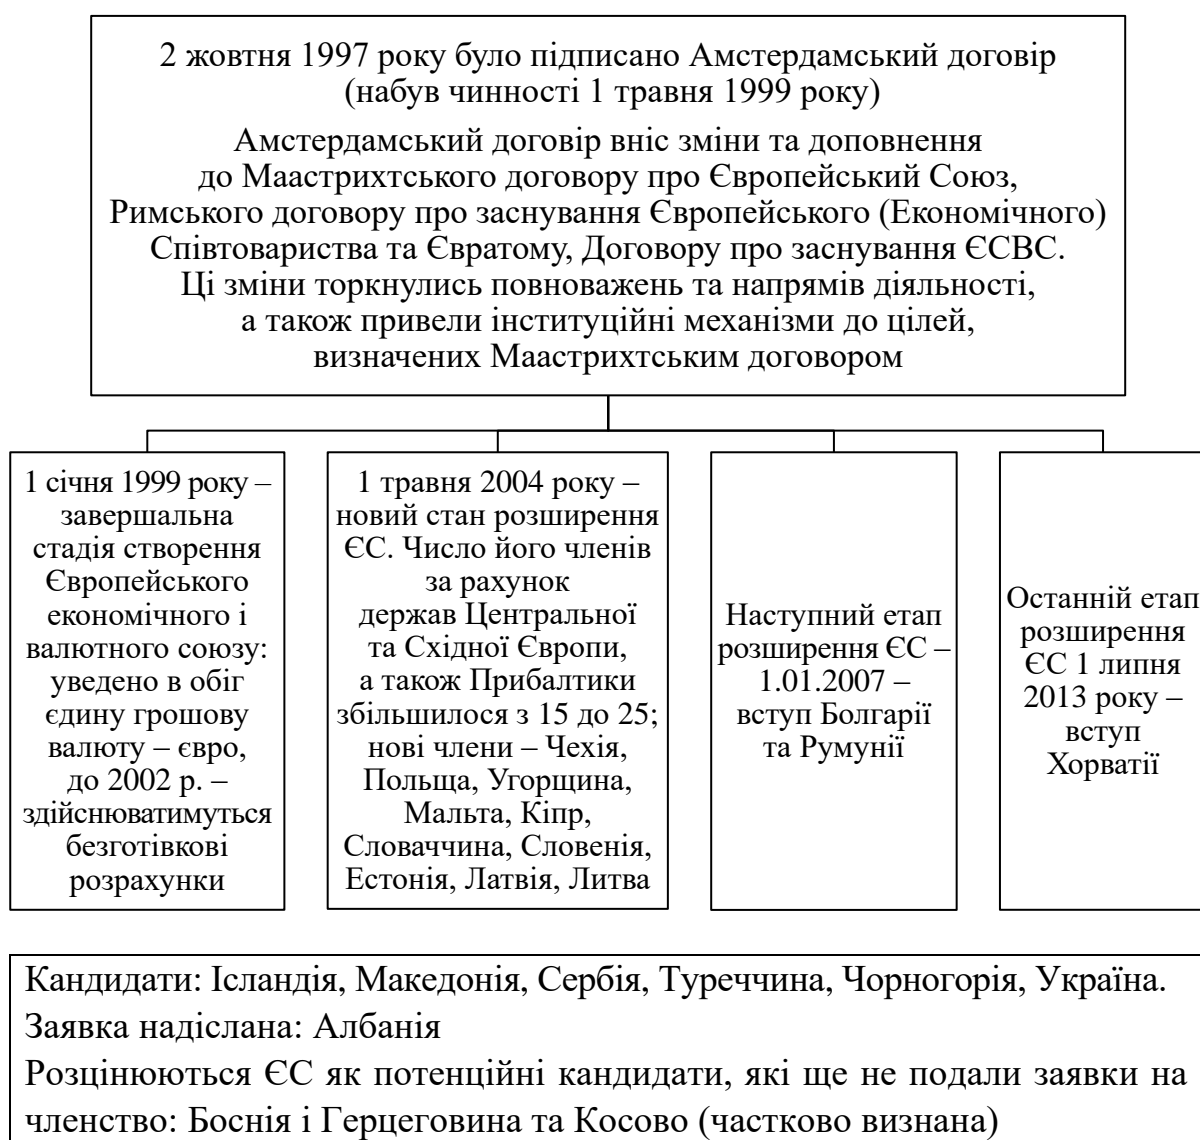 2 жовтня 1997 року було підписано Амстердамський договір
(набув чинності 1 травня 1999 року)
Амстердамський договір вніс зміни та доповнення
до Маастрихтського договору про Європейський Союз,
Римського договору про заснування Європейського (Економічного)
Співтовариства та Євратому, Договору про заснування ЄСВС.
Ці зміни торкнулись повноважень та напрямів діяльності,
а також привели інституційні механізми до цілей,
визначених Маастрихтським договором
1 січня 1999 року –
завершальна
стадія створення
Європейського
економічного і
валютного союзу:
уведено в обіг
єдину грошову
валюту – євро,
до 2002 р. –
здійснюватимуться
безготівкові
розрахунки
1 травня 2004 року –
новий стан розширення
ЄС. Число його членів
за рахунок
держав Центральної
та Східної Європи,
а також Прибалтики
збільшилося з 15 до 25;
нові члени – Чехія,
Польща, Угорщина,
Мальта, Кіпр,
Словаччина, Словенія,
Естонія, Латвія, Литва
Наступний етап
розширення ЄС –
1.01.2007 –
вступ Болгарії
та Румунії
Останній етап
розширення
ЄС 1 липня
2013 року –
вступ
Хорватії
Кандидати: Ісландія, Македонія, Сербія, Туреччина, Чорногорія, Україна.
Заявка надіслана: Албанія
Розцінюються ЄС як потенційні кандидати, які ще не подали заявки на
членство: Боснія і Герцеговина та Косово (частково визнана)